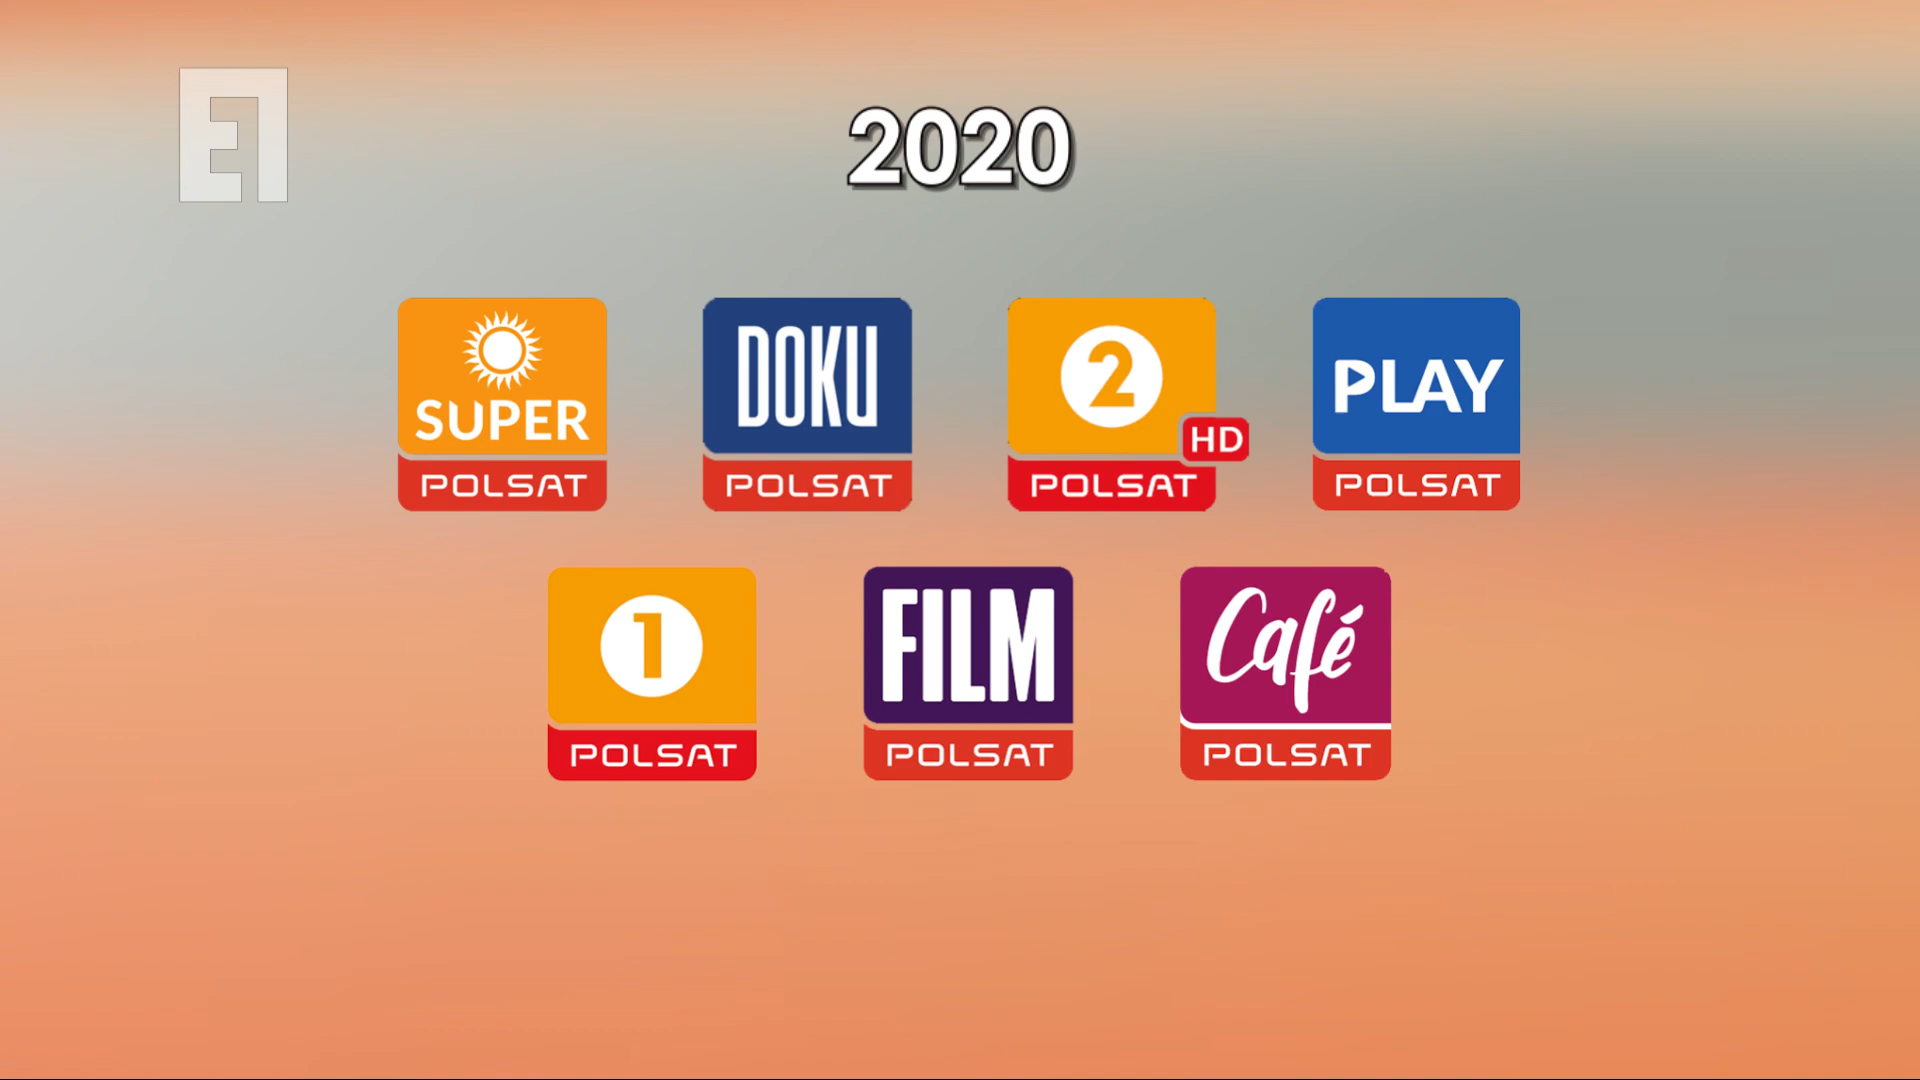 2020
SUPER
POLSAT
DOKU
POLSAT
2
HD
POLSAT
PLAY
POLSAT
1
POLSAT
FILM
POLSAT
Café
POLSAT